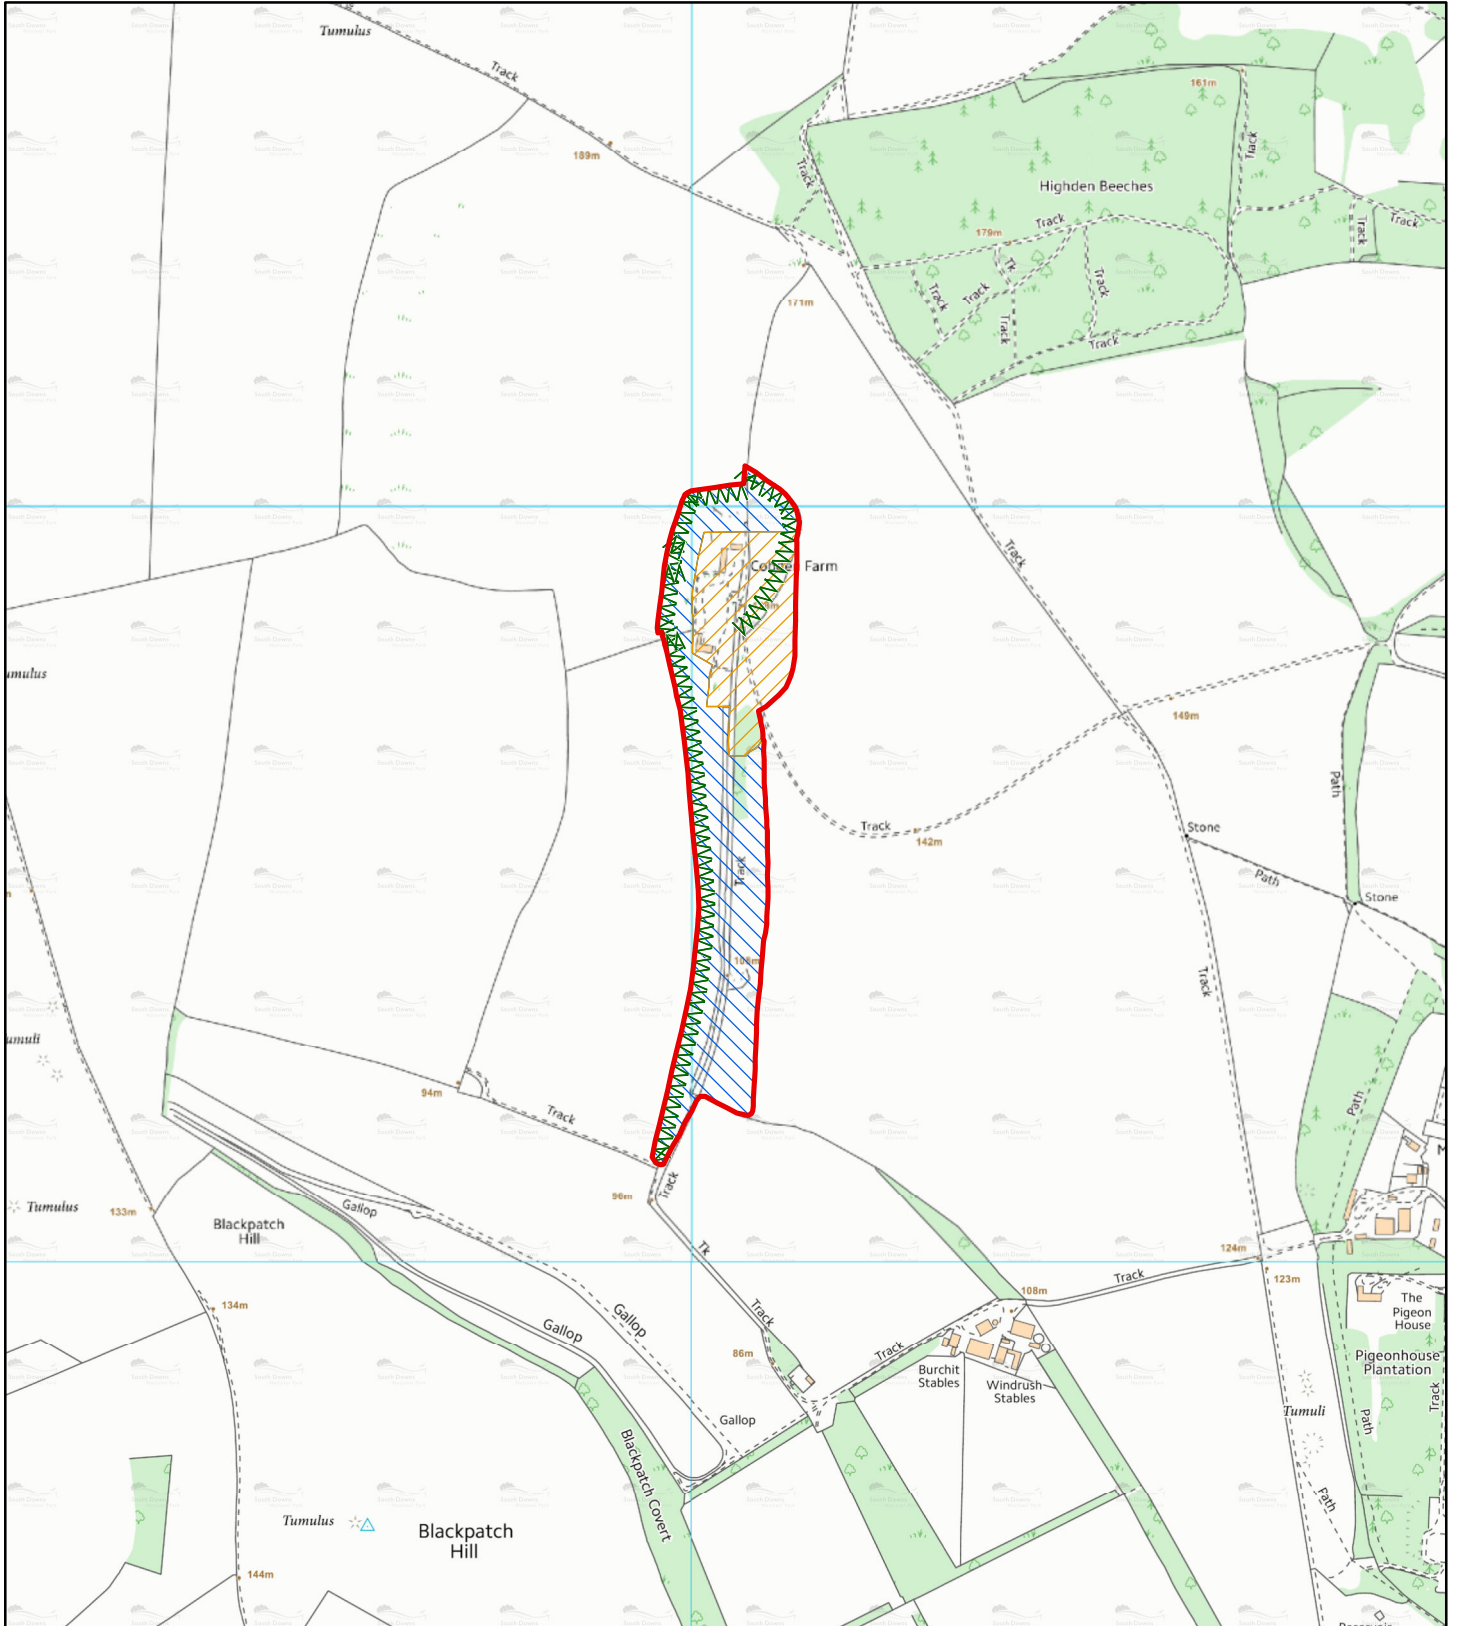 Tumulus
Track
161m
189m
Track
Track
Highden Beeches
Track
Track
Track
179m
Tk
Track
Track
Track
Track
171m
Track
Track
Farm
umulus
149m
Path
Track
142m
Stone
Track
Path
Stone
Track
umuli
94m
Track
Path
Tumulus
133m
Gallop
96m
Track
Blackpatch
Hill
Tk
124m
123m
134m
Gallop
Gallop
Track
108m
Track
The
Pigeon
House
86m
Track
Burchit
Stables
Windrush
Stables
Pigeonhouse
Plantation
Track
Gallop
Tumuli
Path
Blackpatch Covert
Path
Tumulus
Blackpatch
Hill
144m